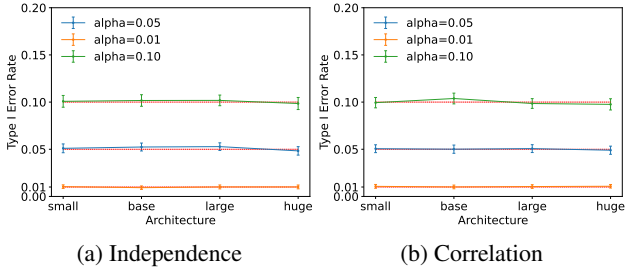 0.20
0.15
0.10
0.05
0.01
0.00
Type I Error Rate
alpha=0.05
alpha=0.01
alpha=0.10
small base large huge
Architecture
(a) Independence
0.20
0.15
0.10
0.05
0.01
0.00
Type I Error Rate
alpha=0.05
alpha=0.01
alpha=0.10
small base large huge
Architecture
(b) Correlation